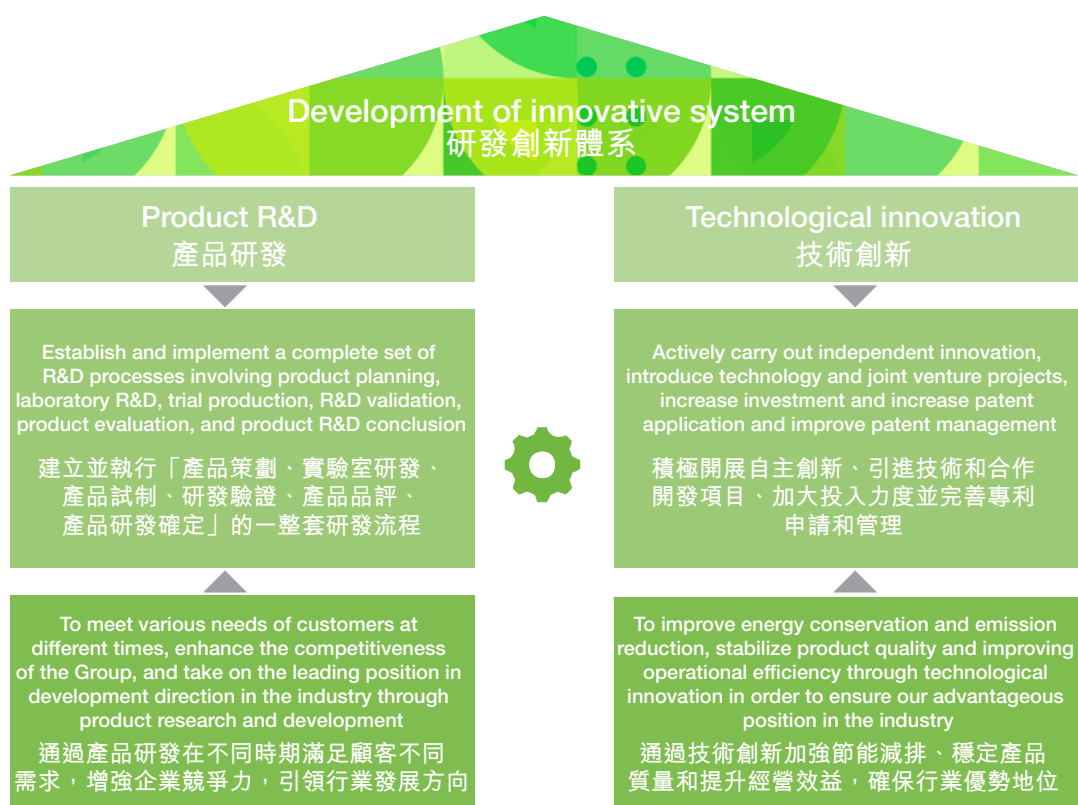 Development of innovative system
研發創新體系
Product R&D
產品研發
Establish and implement a complete set of
R&D processes involving product planning,
laboratory R&D, trial production, R&D validation,
product evaluation, and product R&D conclusion
建立並執行「產品策劃、實驗室研發、
產品試制、研發驗證、產品品評、
產品研發確定」的一整套研發流程
To meet various needs of customers at
different times, enhance the competitiveness
of the Group, and take on the leading position in
development direction in the industry through
product research and development
通過產品研發在不同時期滿足顧客不同
需求，增強企業競爭力，引領行業發展方向
Technological innovation
技術創新
Actively carry out independent innovation,
introduce technology and joint venture projects,
increase investment and increase patent
application and improve patent management
積極開展自主創新、引進技術和合作
開發項目、加大投入力度並完善專利
申請和管理
To improve energy conservation and emission
reduction, stabilize product quality and improving
operational efficiency through technological
innovation in order to ensure our advantageous
position in the industry
通過技術創新加強節能減排、穩定產品
質量和提升經營效益，確保行業優勢地位